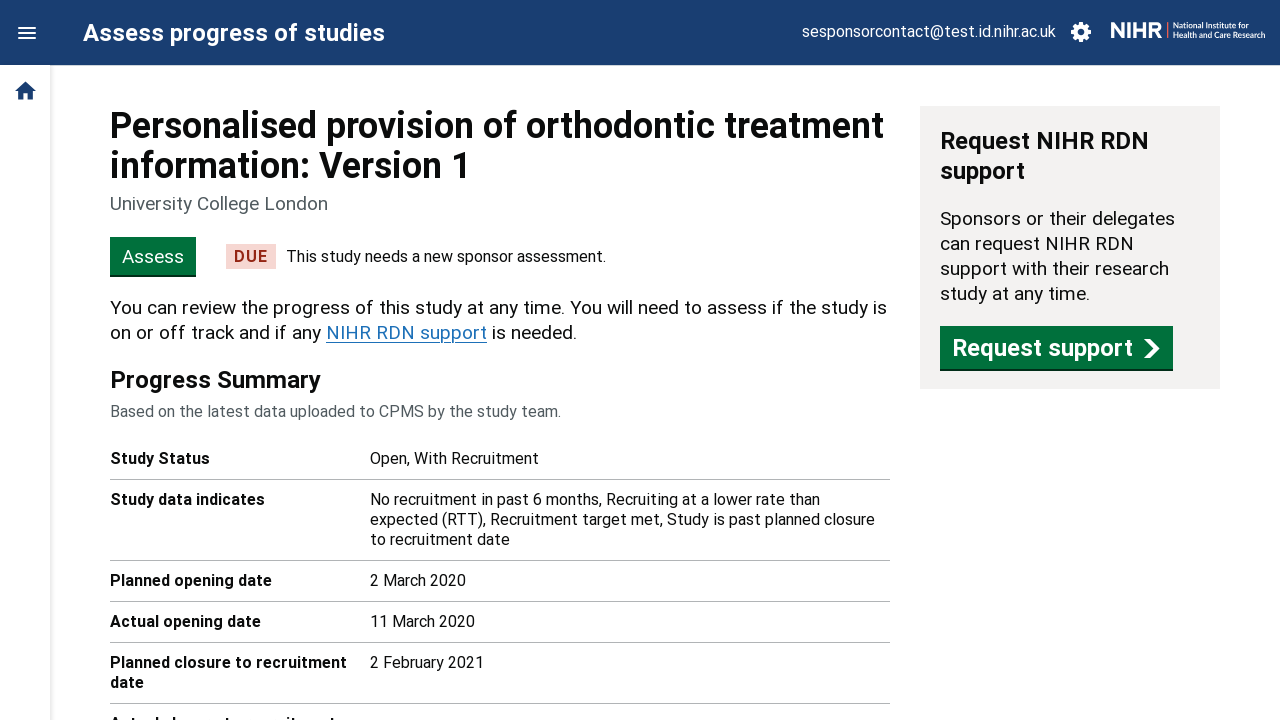 Assess progress of studies
sesponsorcontact@test.id.nihr.ac.uk
NIHR | National Institute for
Health and Care Research
Personalised provision of orthodontic treatment
information: Version 1
University College London
Assess
DUE
This study needs a new sponsor assessment.
You can review the progress of this study at any time. You will need to assess if the study is
on or off track and if any NIHR RDN support is needed.
Progress Summary
Based on the latest data uploaded to CPMS by the study team.
Study Status
Open, With Recruitment
Study data indicates
No recruitment in past 6 months, Recruiting at a lower rate than
expected (RTT), Recruitment target met, Study is past planned closure
to recruitment date
Planned opening date
2 March 2020
Actual opening date
11 March 2020
Planned closure to recruitment
date
2 February 2021
Request NIHR RDN
support
Sponsors or their delegates
can request NIHR RDN
support with their research
study at any time.
Request support